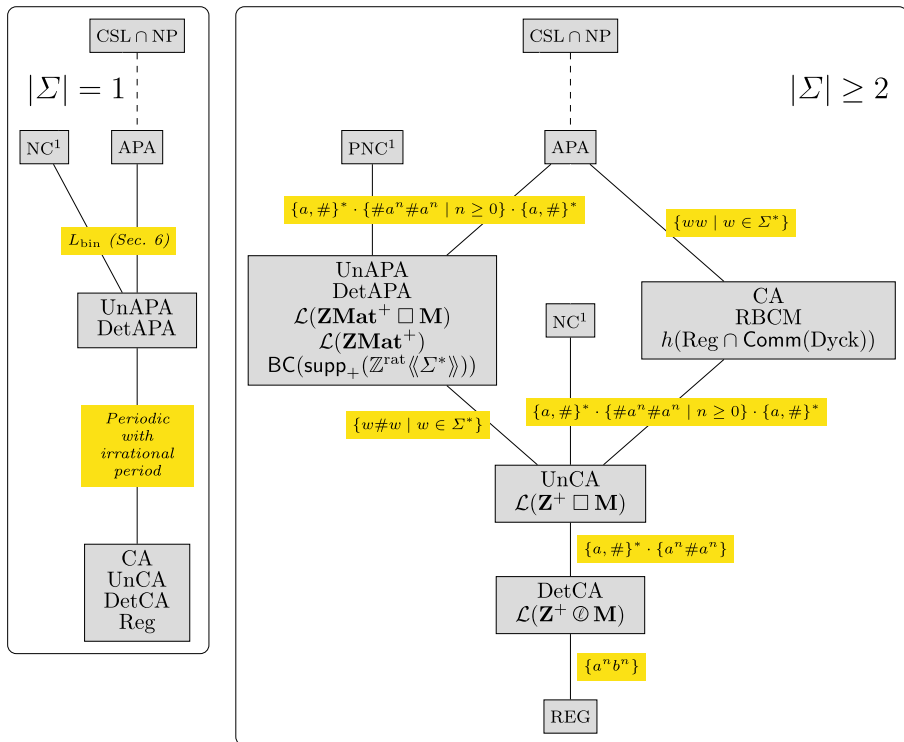 CSL ∩ NP
|Σ| = 1
NC¹
APA
L_bin (Sec. 6)
UnAPA
DetAPA
Periodic
with
irrational
period
CA
UnCA
DetCA
Reg
CSL ∩ NP
|Σ| ≥ 2
PNC¹
APA
{a, #}* · {#aⁿ#aⁿ | n ≥ 0} · {a, #}*
{ww | w ∈ Σ*}
UnAPA
DetAPA
ℒ(ZMat⁺ □ M)
ℒ(ZMat⁺)
BC(supp₊(ℤ^rat⟪Σ*⟫))
NC¹
CA
RBCM
h(Reg ∩ Comm(Dyck))
{w#w | w ∈ Σ*}
{a, #}* · {#aⁿ#aⁿ | n ≥ 0} · {a, #}*
UnCA
ℒ(Z⁺ □ M)
{a, #}* · {aⁿ#aⁿ}
DetCA
ℒ(Z⁺ ⊘ M)
{aⁿbⁿ}
REG